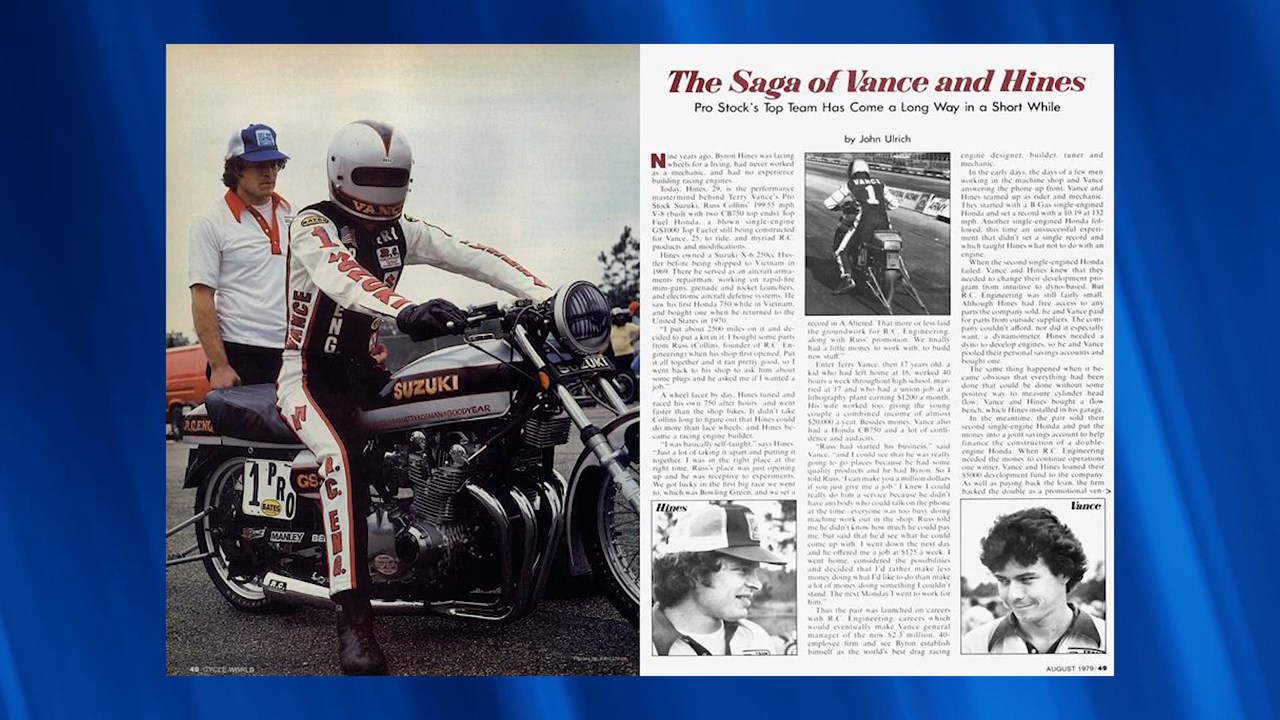 VANCE
BELL
BATES
1
SUZUKI
R.C.
VANCE
ENG
SUZUKI
SUZUKI
GOODYEAR
R.C. ENG.
1 PRO
BATES
GS
MANLEY
R.C.
R.C. ENG.
48 CYCLE WORLD
The Saga of Vance and Hines
Pro Stock's Top Team Has Come a Long Way in a Short While
by John Ulrich
Nine years ago, Byron Hines was lacing
wheels for a living, had never worked
as a mechanic, and had no experience
building racing engines.
Today, Hines, 29, is the performance
mastermind behind Terry Vance's Pro
Stock Suzuki, Russ Collins' 199.55 mph
V-8 (built with two CB750 top ends) Top
Fuel Honda, a blown single-engine
GS1000 Top Fueler still being constructed
for Vance, 25, to ride, and myriad R.C.
products and modifications.
Hines owned a Suzuki X-6 250cc Hus-
tler before being shipped to Vietnam in
1969. There he served as an aircraft arma-
ments repairman, working on rapid-fire
mini-guns, grenade and rocket launchers,
and electronic aircraft defense systems. He
saw his first Honda 750 while in Vietnam,
and bought one when he returned to the
United States in 1970.
"I put about 2500 miles on it and de-
cided to put a kit in it. I bought some parts
from Russ (Collins, founder of R.C. En-
gineering) when his shop first opened. Put
it all together and it ran pretty good, so I
went back to his shop to ask him about
some plugs and he asked me if I wanted a
job."
A wheel lacer by day, Hines tuned and
raced his own 750 after hours—and went
faster than the shop bikes. It didn't take
Collins long to figure out that Hines could
do more than lace wheels, and Hines be-
came a racing engine builder.
"I was basically self-taught," says Hines.
"Just a lot of taking it apart and putting it
together. I was in the right place at the
right time. Russ's place was just opening
up and he was receptive to experiments.
We got lucky in the first big race we went
to, which was Bowling Green, and we set a
Hines
VANCE
1
ARMY
record in A Altered. That more or less laid
the groundwork for R.C. Engineering,
along with Russ' promotion. We finally
had a little money to work with, to build
new stuff."
Enter Terry Vance, then 17 years old, a
kid who had left home at 16, worked 40
hours a week throughout high school, mar-
ried at 17 and who had a union job at a
lithography plant earning $1200 a month.
His wife worked too, giving the young
couple a combined income of almost
$20,000 a year. Besides money, Vance also
had a Honda CB750 and a lot of confi-
dence and audacity.
"Russ had started his business," said
Vance, "and I could see that he was really
going to go places because he had some
quality products and he had Byron. So I
told Russ, 'I can make you a million dollars
if you just give me a job.' I knew I could
really do him a service because he didn't
have anybody who could talk on the phone
at the time—everyone was too busy doing
machine work out in the shop. Russ told
me he didn't know how much he could pay
me, but said that he'd see what he could
come up with. I went down the next day
and he offered me a job at $125 a week. I
went home, considered the possibilities
and decided that I'd rather make less
money doing what I'd like to do than make
a lot of money doing something I couldn't
stand. The next Monday I went to work for
him."
Thus the pair was launched on careers
with R.C. Engineering, careers which
would eventually make Vance general
manager of the now $2.3 million, 40-
employee firm and see Byron establish
himself as the world's best drag racing
engine designer, builder, tuner and
mechanic.
In the early days, the days of a few men
working in the machine shop and Vance
answering the phone up front, Vance and
Hines teamed up as rider and mechanic.
They started with a B Gas single-engined
Honda and set a record with a 10.19 at 132
mph. Another single-engined Honda fol-
lowed, this time an unsuccessful experi-
ment that didn't set a single record and
which taught Hines what not to do with an
engine.
When the second single-engined Honda
failed, Vance and Hines knew that they
needed to change their development pro-
gram from intuitive to dyno-based. But
R.C. Engineering was still fairly small.
Although Hines had free access to any
parts the company sold, he and Vance paid
for parts from outside suppliers. The com-
pany couldn't afford, nor did it especially
want, a dynamometer. Hines needed a
dyno to develop engines, so he and Vance
pooled their personal savings accounts and
bought one.
The same thing happened when it be-
came obvious that everything had been
done that could be done without some
positive way to measure cylinder head
flow; Vance and Hines bought a flow
bench, which Hines installed in his garage.
In the meantime, the pair sold their
second single-engined Honda and put the
money into a joint savings account to help
finance the construction of a double-
engine Honda. When R.C. Engineering
needed the money to continue operations
one winter, Vance and Hines loaned their
$3000 development fund to the company.
As well as paying back the loan, the firm
backed the double as a promotional ven- >
Vance
AUGUST 1979/49